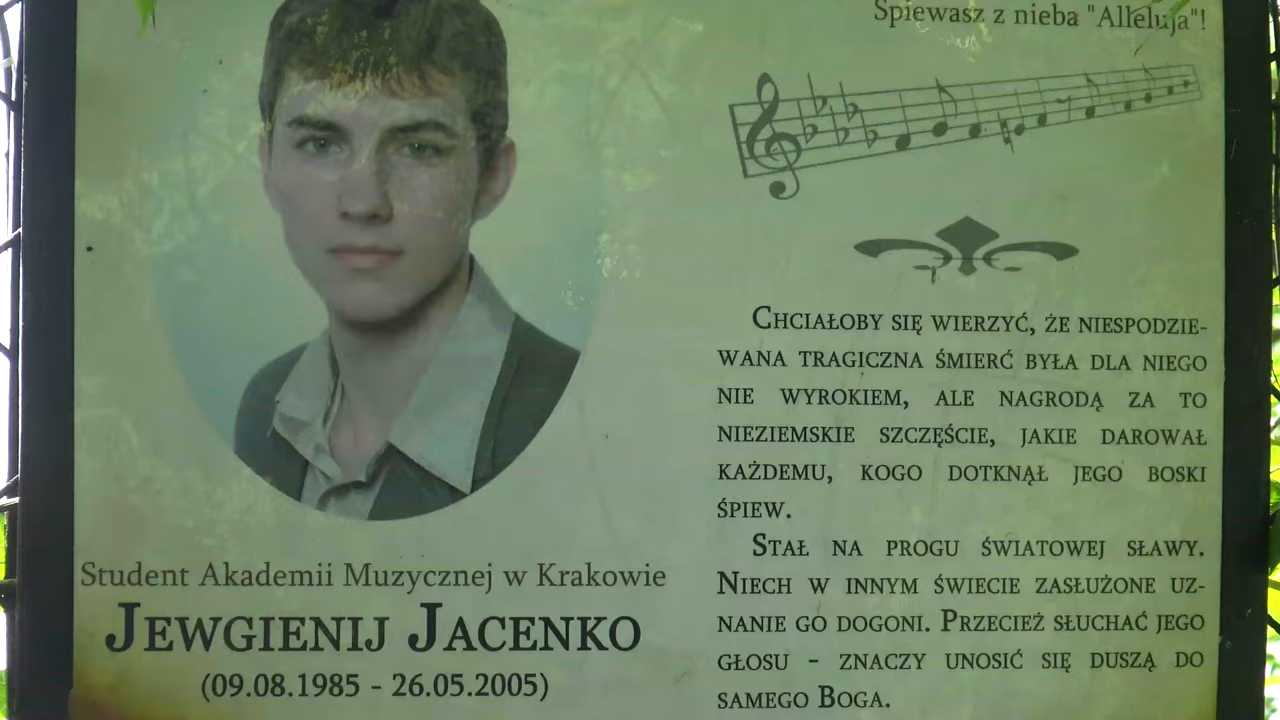 Śpiewasz z nieba "Alleluja"!
Student Akademii Muzycznej w Krakowie
JEWGIENIJ JACENKO
(09.08.1985 - 26.05.2005)
CHCIAŁOBY SIĘ WIERZYĆ, ŻE NIESPODZIE-
WANA TRAGICZNA ŚMIERĆ BYŁA DLA NIEGO
NIE WYROKIEM, ALE NAGRODĄ ZA TO
NIEZIEMSKIE SZCZĘŚCIE, JAKIE DAROWAŁ
KAŻDEMU, KOGO DOTKNĄŁ JEGO BOSKI
ŚPIEW.
STAŁ NA PROGU ŚWIATOWEJ SŁAWY.
NIECH W INNYM ŚWIECIE ZASŁUŻONE UZ-
NANIE GO DOGONI. PRZECIEŻ SŁUCHAĆ JEGO
GŁOSU - ZNACZY UNOSIĆ SIĘ DUSZĄ DO
SAMEGO BOGA.